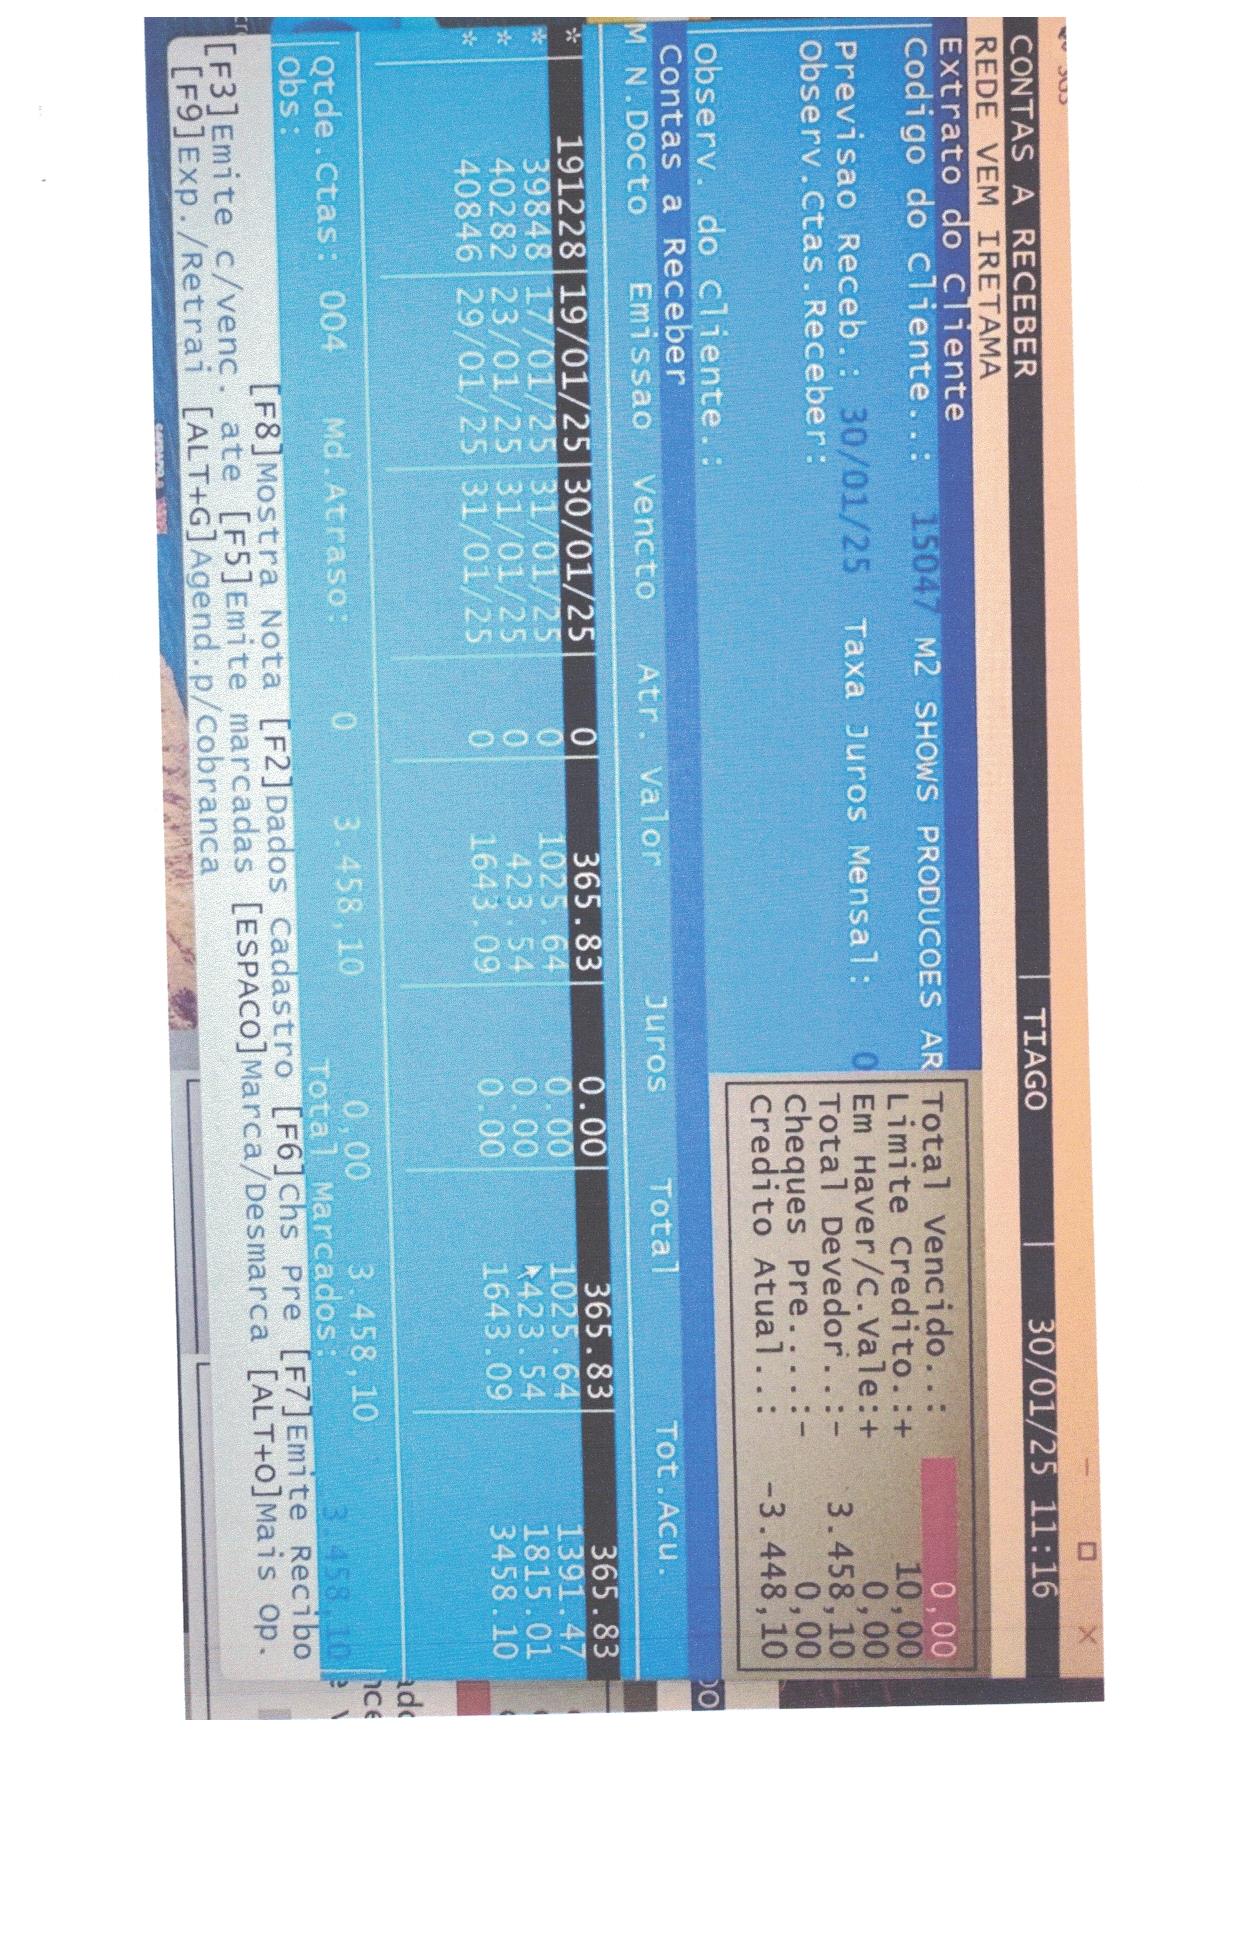 CONTAS A RECEBER | TIAGO | 30/01/25 11:16
REDE VEM IRETAMA
Extrato do Cliente
Codigo do Cliente..: 15047 M2 SHOWS PRODUCOES AR
Previsao Receb.: 30/01/25 Taxa Juros Mensal: 0
Observ.Ctas.Receber:
Observ. do Cliente.:
Total Vencido..: 0,00
Limite Credito.:+ 10,00
Em Haver/C.Vale:+ 0,00
Total Devedor..:- 3.458,10
Cheques Pre....:- 0,00
Credito Atual..: -3.448,10
Contas a Receber
M N.Docto Emissao Vencto Atr. Valor Juros Total Tot.Acu.
* 191228|19/01/25|30/01/25| 0| 365.83| 0.00| 365.83| 365.83
* 39848 17/01/25 31/01/25 0 1025.64 0.00 1025.64 1391.47
* 40282 23/01/25 31/01/25 0 423.54 0.00 423.54 1815.01
* 40846 29/01/25 31/01/25 0 1643.09 0.00 1643.09 3458.10
Qtde.Ctas: 004 Md.Atraso: 0 3.458,10 0,00 3.458,10
Obs: Total Marcados: 3.458,10
[F8]Mostra Nota [F2]Dados Cadastro [F6]Chs Pre [F7]Emite Recibo
[F3]Emite c/venc. ate [F5]Emite marcadas [ESPACO]Marca/Desmarca [ALT+O]Mais Op.
[F9]Exp./Retrai [ALT+G]Agend.p/Cobranca